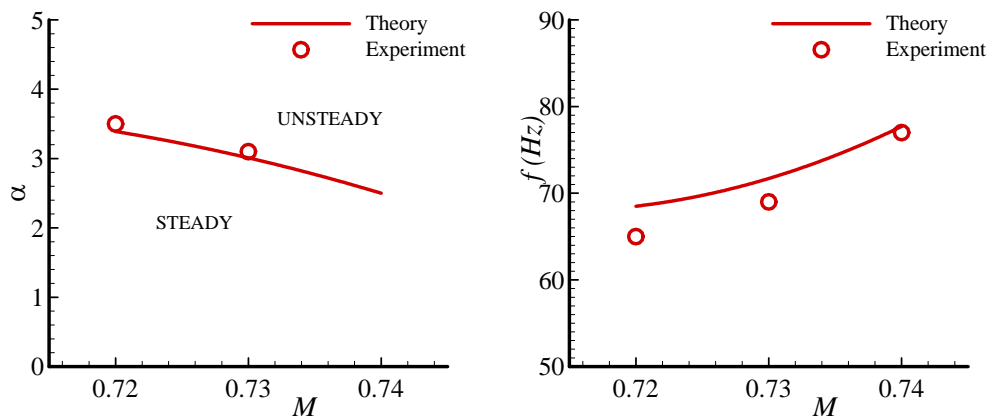 5
4
3
2
1
0
α
Theory
Experiment
UNSTEADY
STEADY
0.72
0.73
0.74
M
90
80
70
60
50
f (Hz)
Theory
Experiment
0.72
0.73
0.74
M